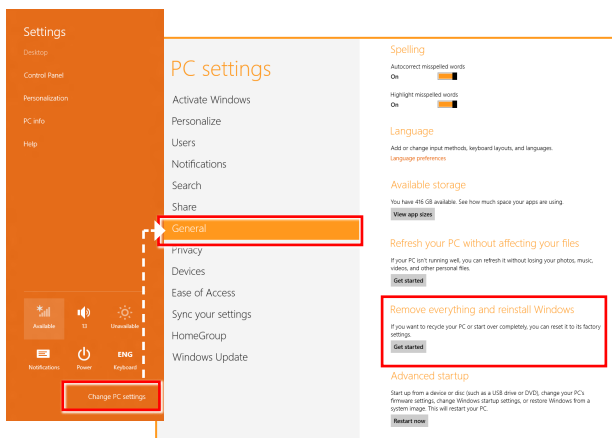 Settings
Desktop
Control Panel
Personalization
PC info
Help
Available
13
Unavailable
Notifications
Power
ENG
Keyboard
Change PC settings
PC settings
Activate Windows
Personalize
Users
Notifications
Search
Share
General
Privacy
Devices
Ease of Access
Sync your settings
HomeGroup
Windows Update
Spelling
Autocorrect misspelled words
On
Highlight misspelled words
On
Language
Add or change input methods, keyboard layouts, and languages.
Language preferences
Available storage
You have 416 GB available. See how much space your apps are using.
View app sizes
Refresh your PC without affecting your files
If your PC isn't running well, you can refresh it without losing your photos, music,
videos, and other personal files.
Get started
Remove everything and reinstall Windows
If you want to recycle your PC or start over completely, you can reset it to its factory
settings.
Get started
Advanced startup
Start up from a device or disc (such as a USB drive or DVD), change your PC's
firmware settings, change Windows startup settings, or restore Windows from a
system image. This will restart your PC.
Restart now